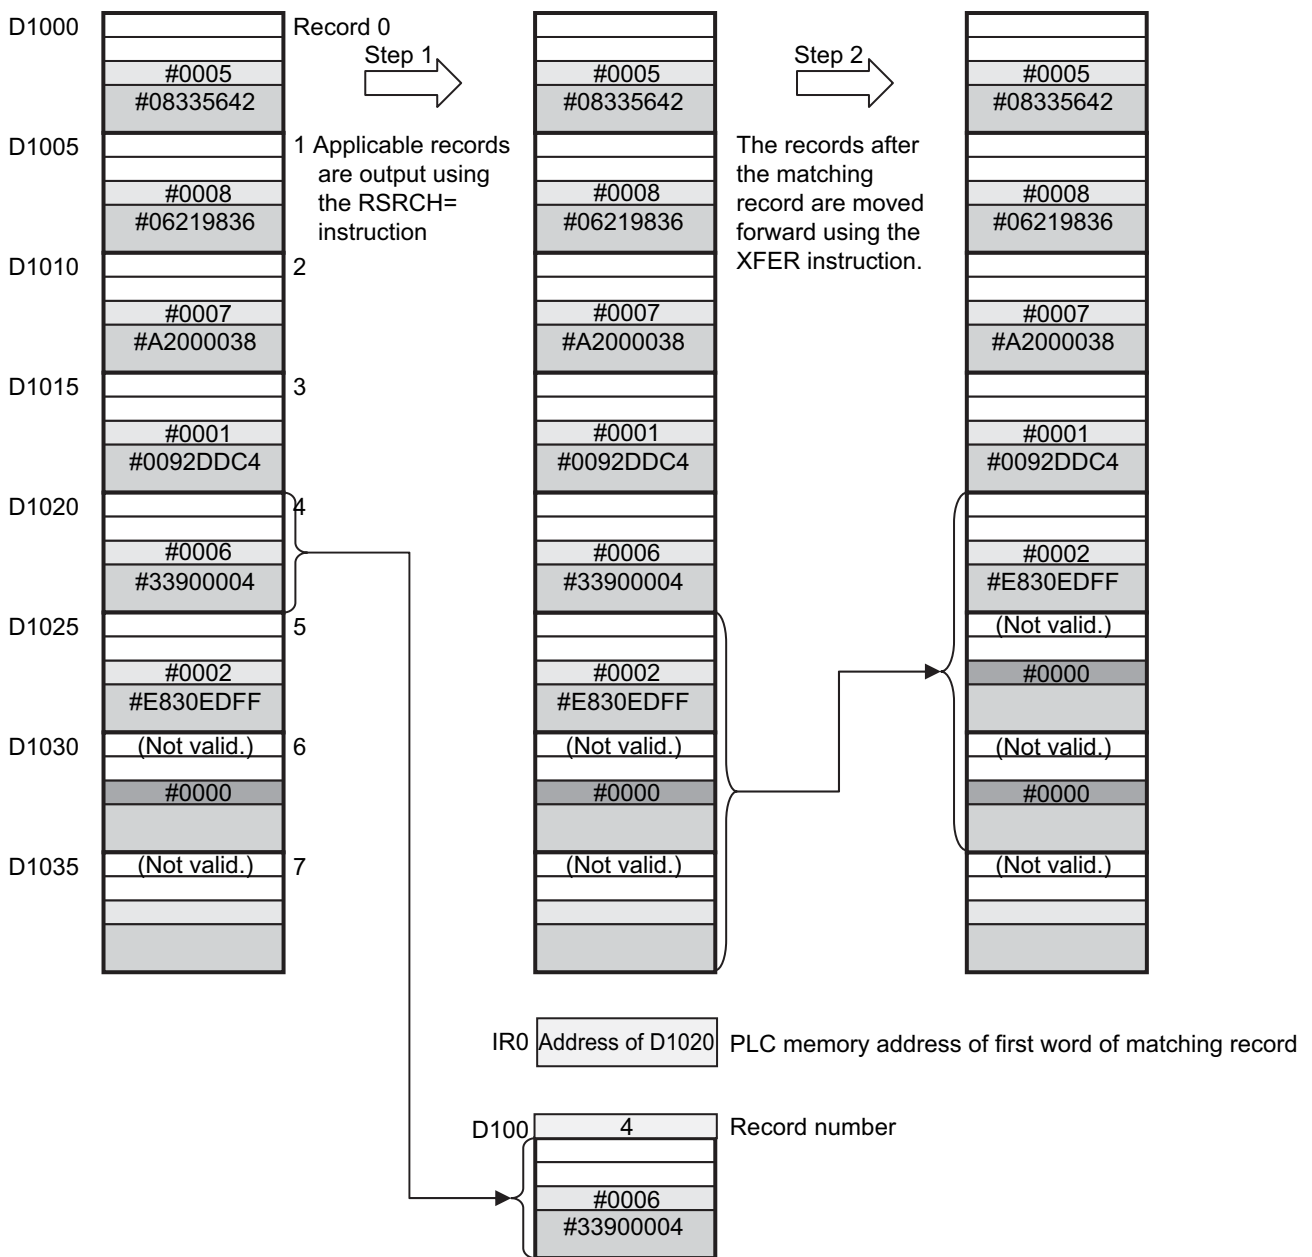 D1000
Record 0
Step 1
Step 2
#0005
#0005
#0005
#08335642
#08335642
#08335642
D1005
1 Applicable records
are output using
the RSRCH=
instruction
The records after
the matching
record are moved
forward using the
XFER instruction.
#0008
#0008
#0008
#06219836
#06219836
#06219836
D1010
2
#0007
#0007
#0007
#A2000038
#A2000038
#A2000038
D1015
3
#0001
#0001
#0001
#0092DDC4
#0092DDC4
#0092DDC4
D1020
4
#0006
#0006
#0002
#33900004
#33900004
#E830EDFF
D1025
5
(Not valid.)
#0002
#0002
#0000
#E830EDFF
#E830EDFF
D1030
(Not valid.)
6
(Not valid.)
(Not valid.)
#0000
#0000
#0000
D1035
(Not valid.)
7
(Not valid.)
(Not valid.)
IR0
Address of D1020
PLC memory address of first word of matching record
D100
4
Record number
#0006
#33900004